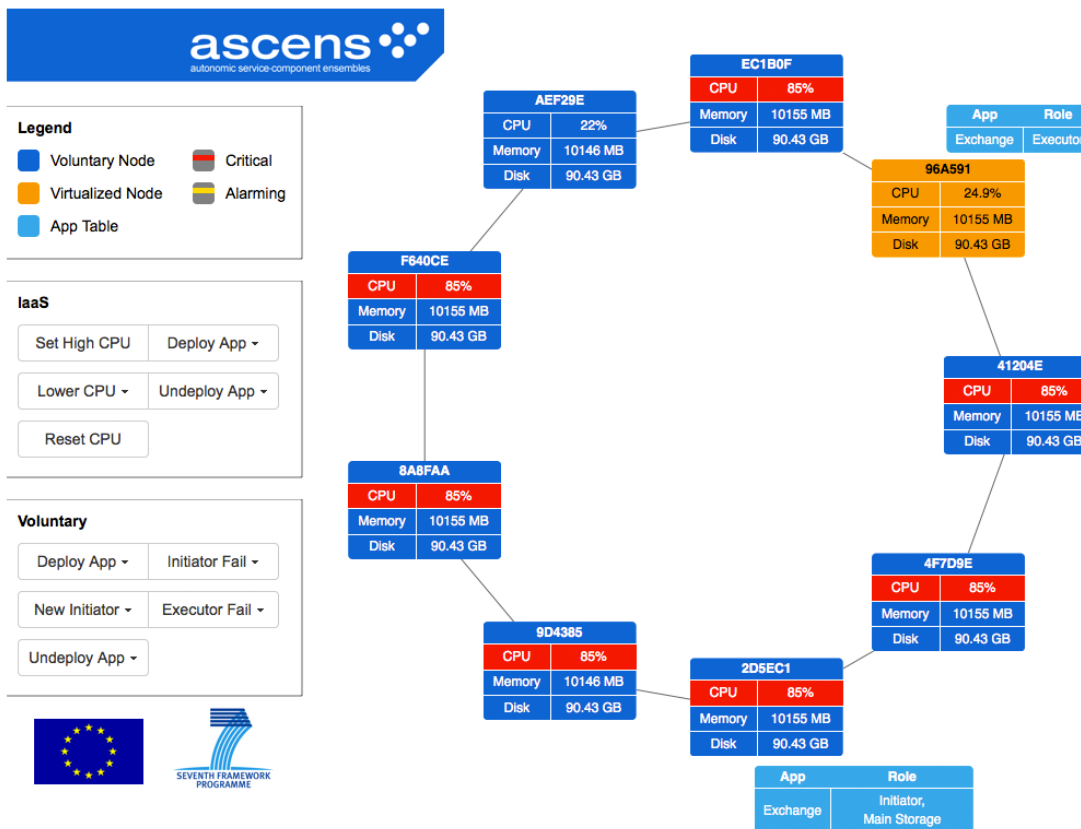 ascens
autonomic service-component ensembles
Legend
Voluntary Node
Critical
Virtualized Node
Alarming
App Table
IaaS
Set High CPU
Deploy App
Lower CPU
Undeploy App
Reset CPU
Voluntary
Deploy App
Initiator Fail
New Initiator
Executor Fail
Undeploy App
7
SEVENTH FRAMEWORK
PROGRAMME
EC1B0F
CPU 85%
Memory 10155 MB
Disk 90.43 GB
AEF29E
CPU 22%
Memory 10146 MB
Disk 90.43 GB
App Role
Exchange Executor
96A591
CPU 24.9%
Memory 10155 MB
Disk 90.43 GB
F640CE
CPU 85%
Memory 10155 MB
Disk 90.43 GB
41204E
CPU 85%
Memory 10155 MB
Disk 90.43 GB
8A8FAA
CPU 85%
Memory 10155 MB
Disk 90.43 GB
4F7D9E
CPU 85%
Memory 10155 MB
Disk 90.43 GB
9D4385
CPU 85%
Memory 10146 MB
Disk 90.43 GB
2D5EC1
CPU 85%
Memory 10155 MB
Disk 90.43 GB
App Role
Exchange Initiator,
Main Storage